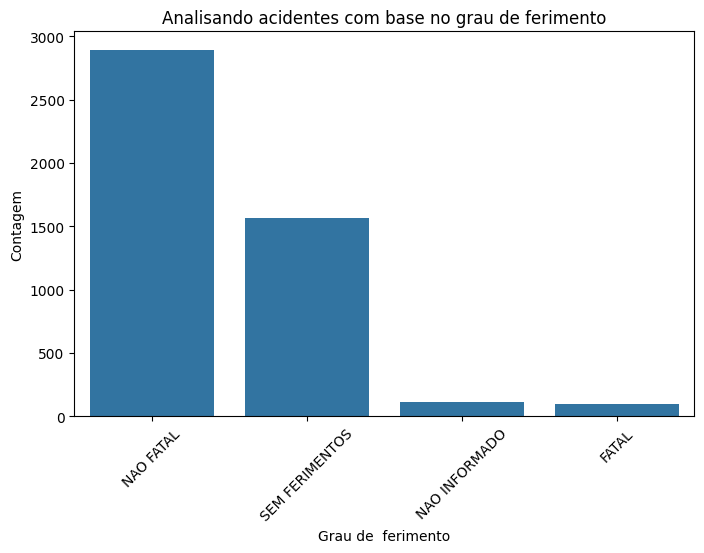 Analisando acidentes com base no grau de ferimento
3000
2500
2000
1500
1000
500
0
Contagem
NAO FATAL
SEM FERIMENTOS
NAO INFORMADO
FATAL
Grau de  ferimento